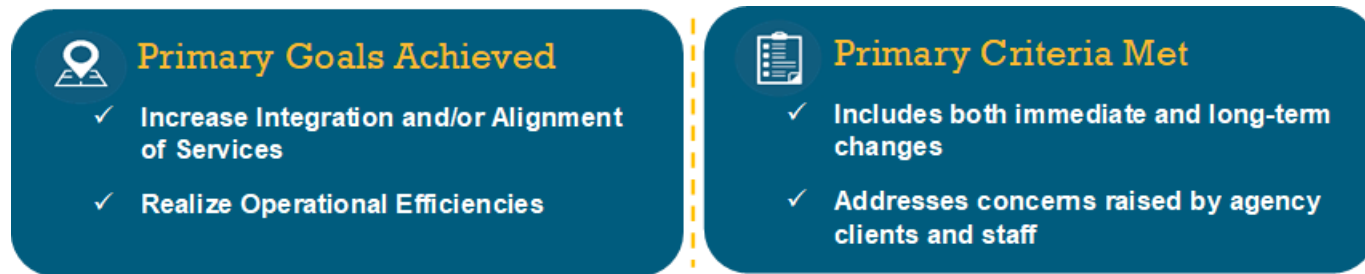 Primary Goals Achieved
✓ Increase Integration and/or Alignment
of Services
✓ Realize Operational Efficiencies
Primary Criteria Met
✓ Includes both immediate and long-term
changes
✓ Addresses concerns raised by agency
clients and staff